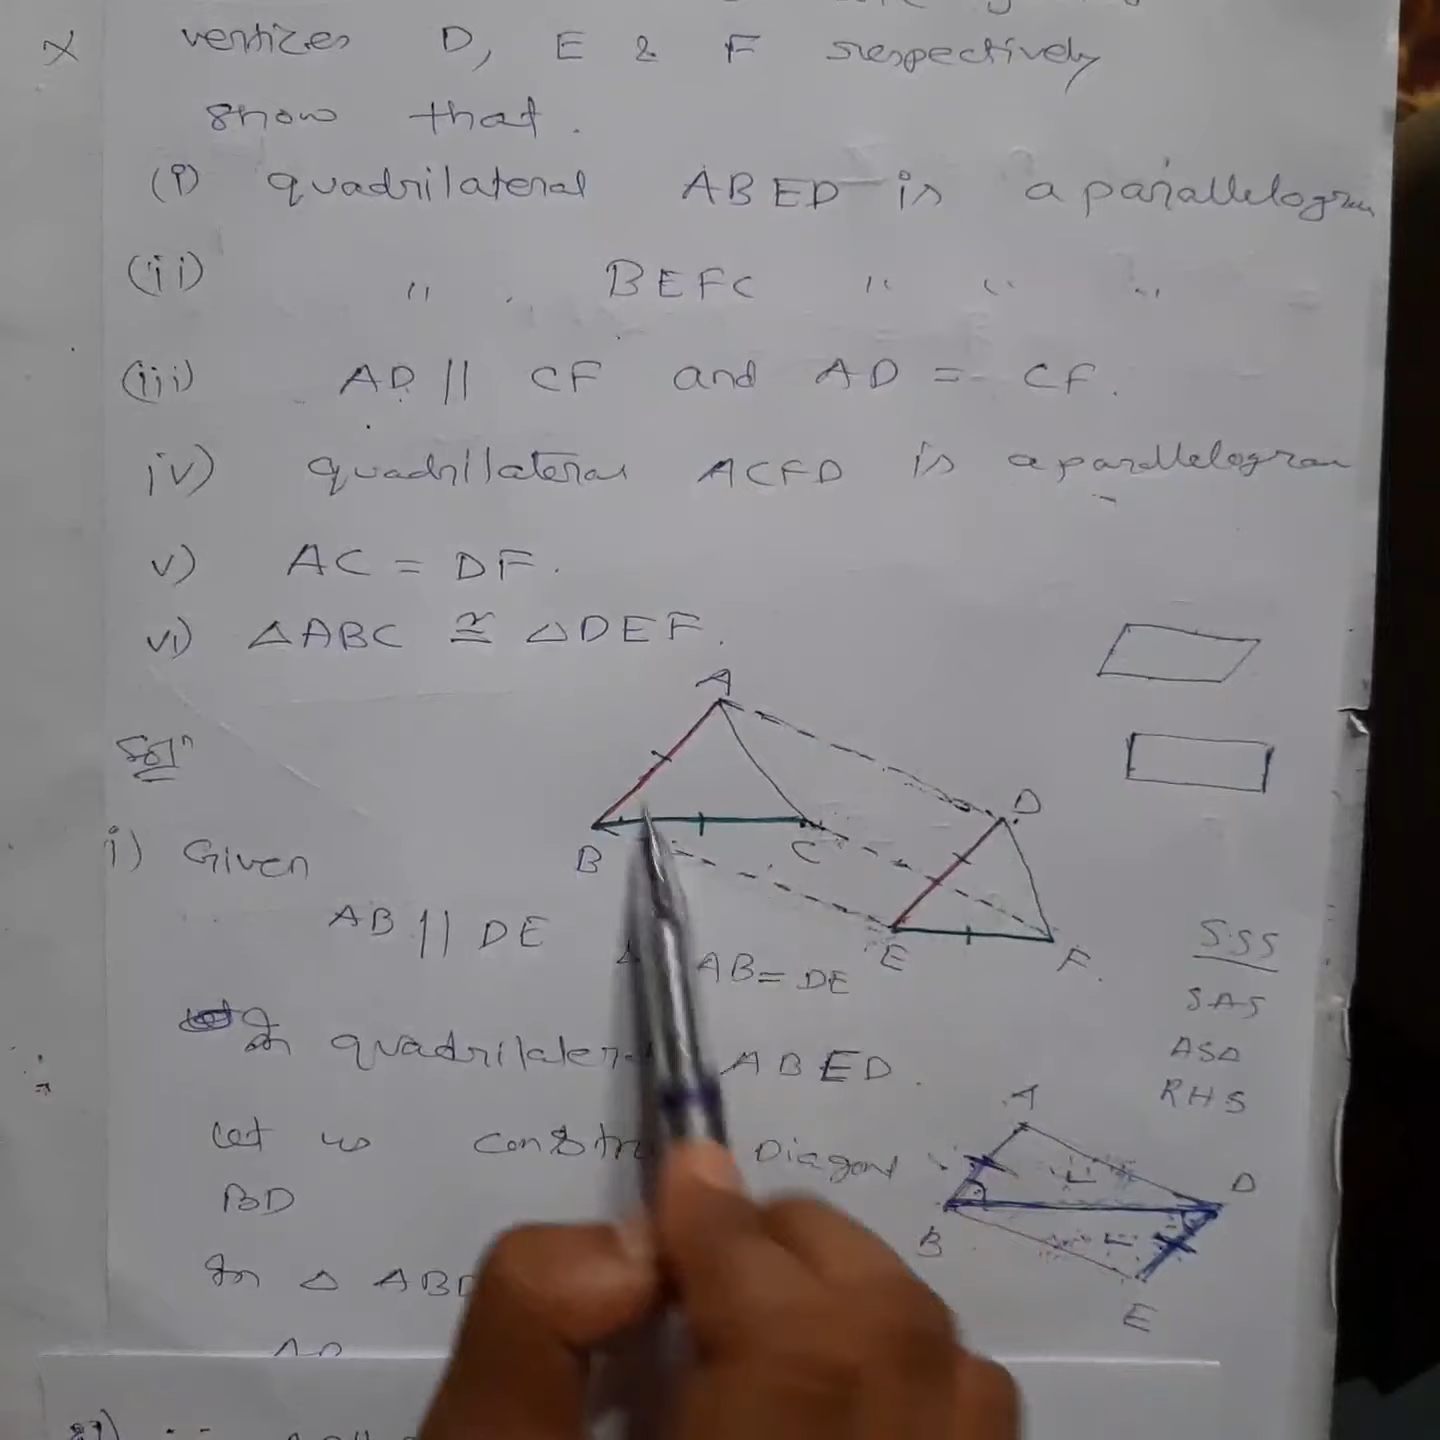 vertices D, E & F respectively
show that.
(i) quadrilateral ABED is a parallelogram
(ii) " BEFC " " "
(iii) AD || CF and AD = CF.
iv) quadrilateral ACFD is a parallelogram
v) AC = DF.
vi) △ABC ≅ △DEF.
A
Solⁿ
D
B C
i) Given
E F.
AB || DE AB = DE
SSS
SAS
In quadrilateral ABED.
ASA
RHS
A
Let us Diagonal
BD
D
B
In △ ABD
E